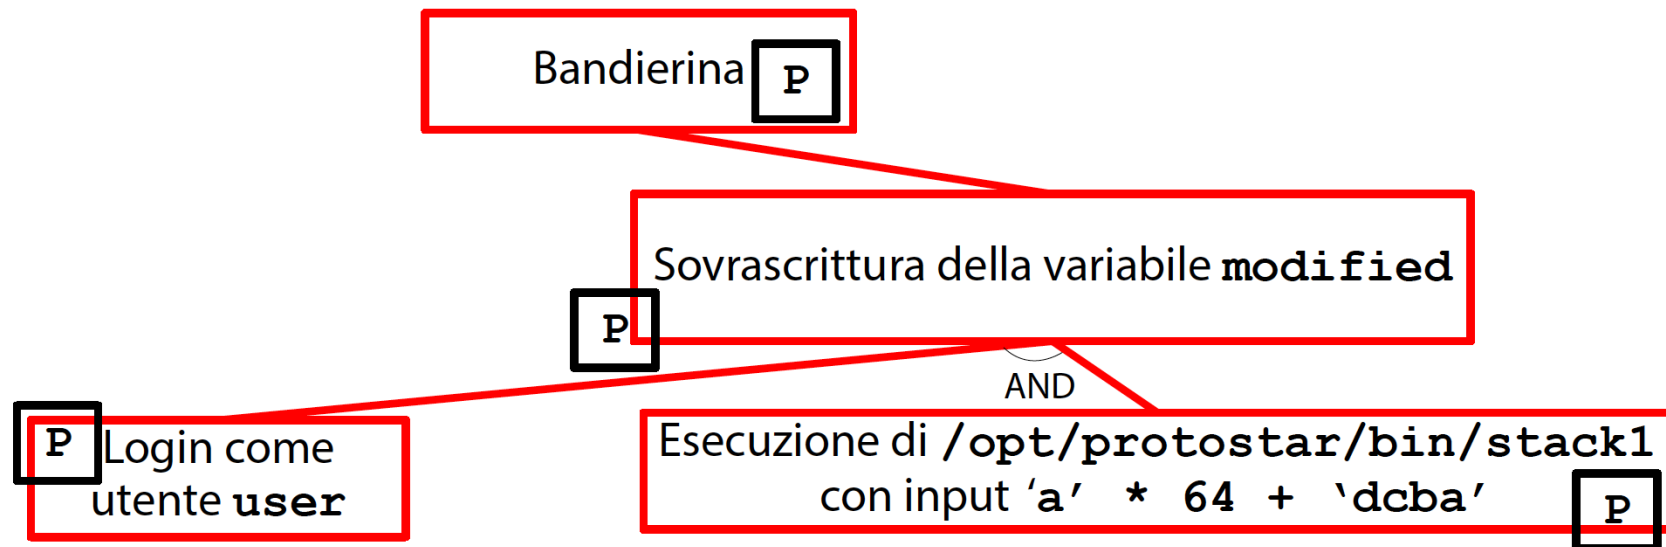 Bandierina P
Sovrascrittura della variabile modified
P
AND
P Login come
utente user
Esecuzione di /opt/protostar/bin/stack1
con input ‘a’ * 64 + ‘dcba’
P